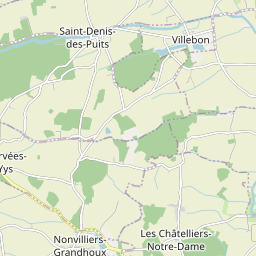 Saint-Denis-
des-Puits
Villebon
rvées-
Yys
Nonvilliers-
Grandhoux
Les Châtelliers-
Notre-Dame